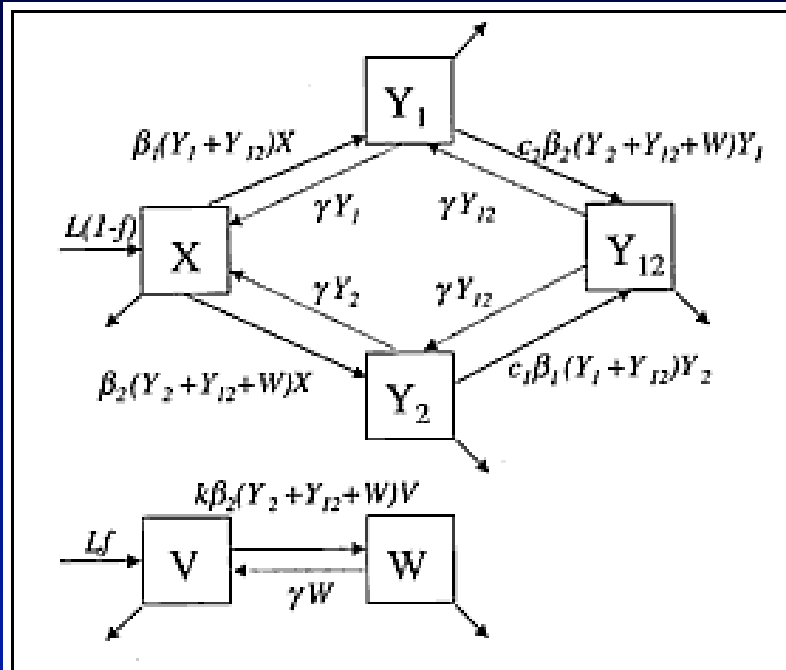 Y₁
β₁(Y₁+Y₁₂)X
c₂β₂(Y₂+Y₁₂+W)Y₁
γY₁
γY₁₂
L(1-f)
X
Y₁₂
γY₂
γY₁₂
β₂(Y₂+Y₁₂+W)X
c₁β₁(Y₁+Y₁₂)Y₂
Y₂
kβ₂(Y₂+Y₁₂+W)V
Lf
V
W
γW